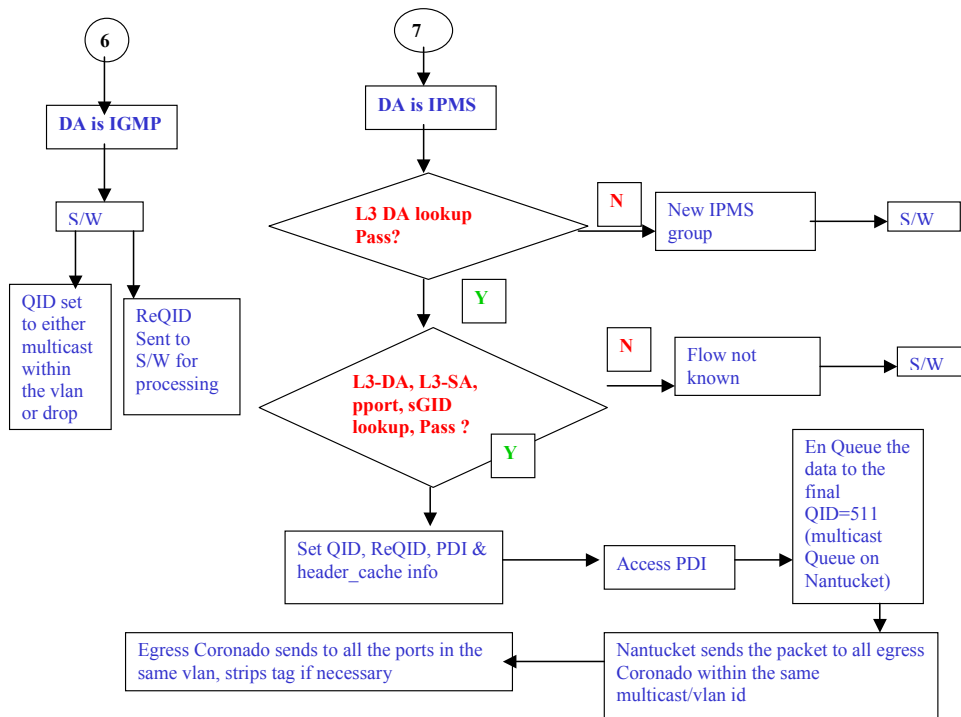 6
DA is IGMP
S/W
QID set
to either
multicast
within
the vlan
or drop
ReQID
Sent to
S/W for
processing
7
DA is IPMS
L3 DA lookup
Pass?
N
New IPMS
group
S/W
Y
L3-DA, L3-SA,
pport, sGID
lookup, Pass ?
N
Flow not
known
S/W
Y
Set QID, ReQID, PDI &
header_cache info
Access PDI
En Queue the
data to the
final
QID=511
(multicast
Queue on
Nantucket)
Nantucket sends the packet to all egress
Coronado within the same
multicast/vlan id
Egress Coronado sends to all the ports in the
same vlan, strips tag if necessary